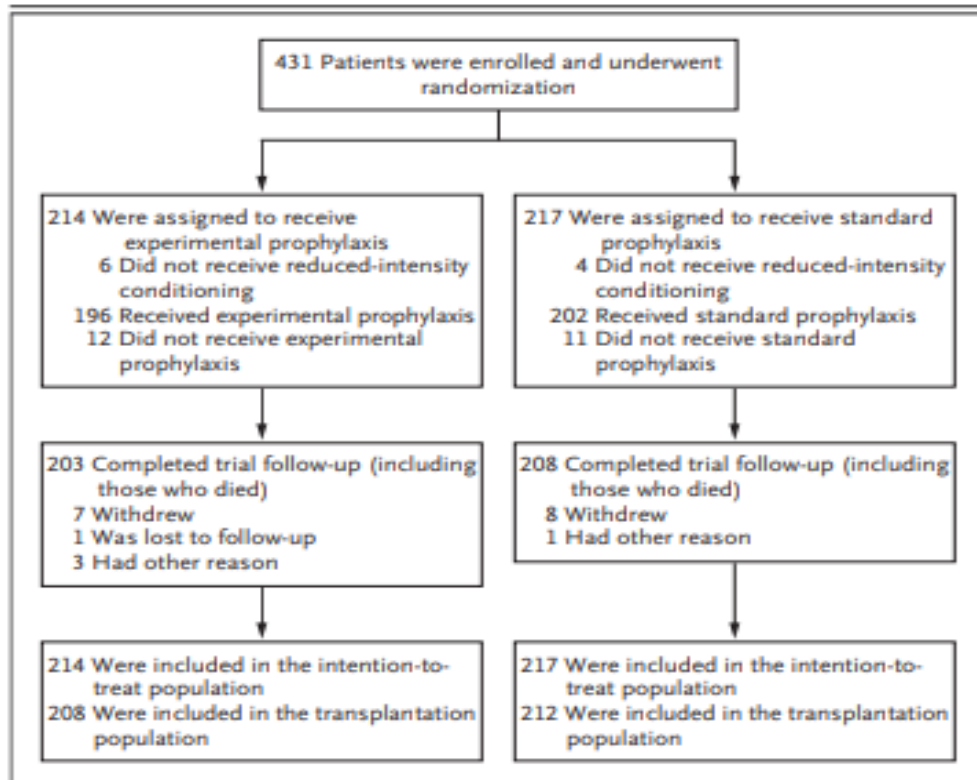 431 Patients were enrolled and underwent
randomization
214 Were assigned to receive
experimental prophylaxis
6 Did not receive reduced-intensity
conditioning
196 Received experimental prophylaxis
12 Did not receive experimental
prophylaxis
217 Were assigned to receive standard
prophylaxis
4 Did not receive reduced-intensity
conditioning
202 Received standard prophylaxis
11 Did not receive standard
prophylaxis
203 Completed trial follow-up (including
those who died)
7 Withdrew
1 Was lost to follow-up
3 Had other reason
208 Completed trial follow-up (including
those who died)
8 Withdrew
1 Had other reason
214 Were included in the intention-to-
treat population
208 Were included in the transplantation
population
217 Were included in the intention-to-
treat population
212 Were included in the transplantation
population